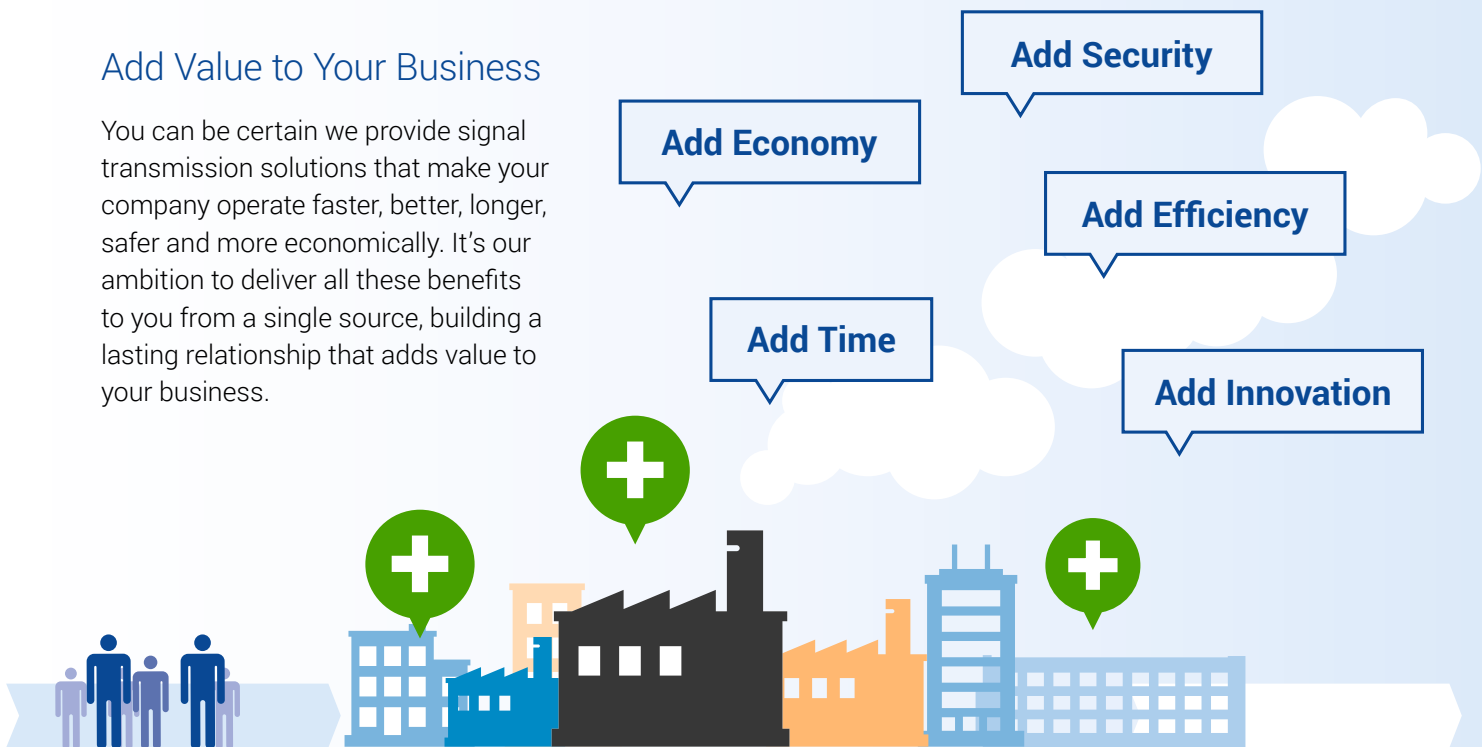 Add Value to Your Business
You can be certain we provide signal
transmission solutions that make your
company operate faster, better, longer,
safer and more economically. It's our
ambition to deliver all these benefits
to you from a single source, building a
lasting relationship that adds value to
your business.
Add Security
Add Economy
Add Efficiency
Add Time
Add Innovation